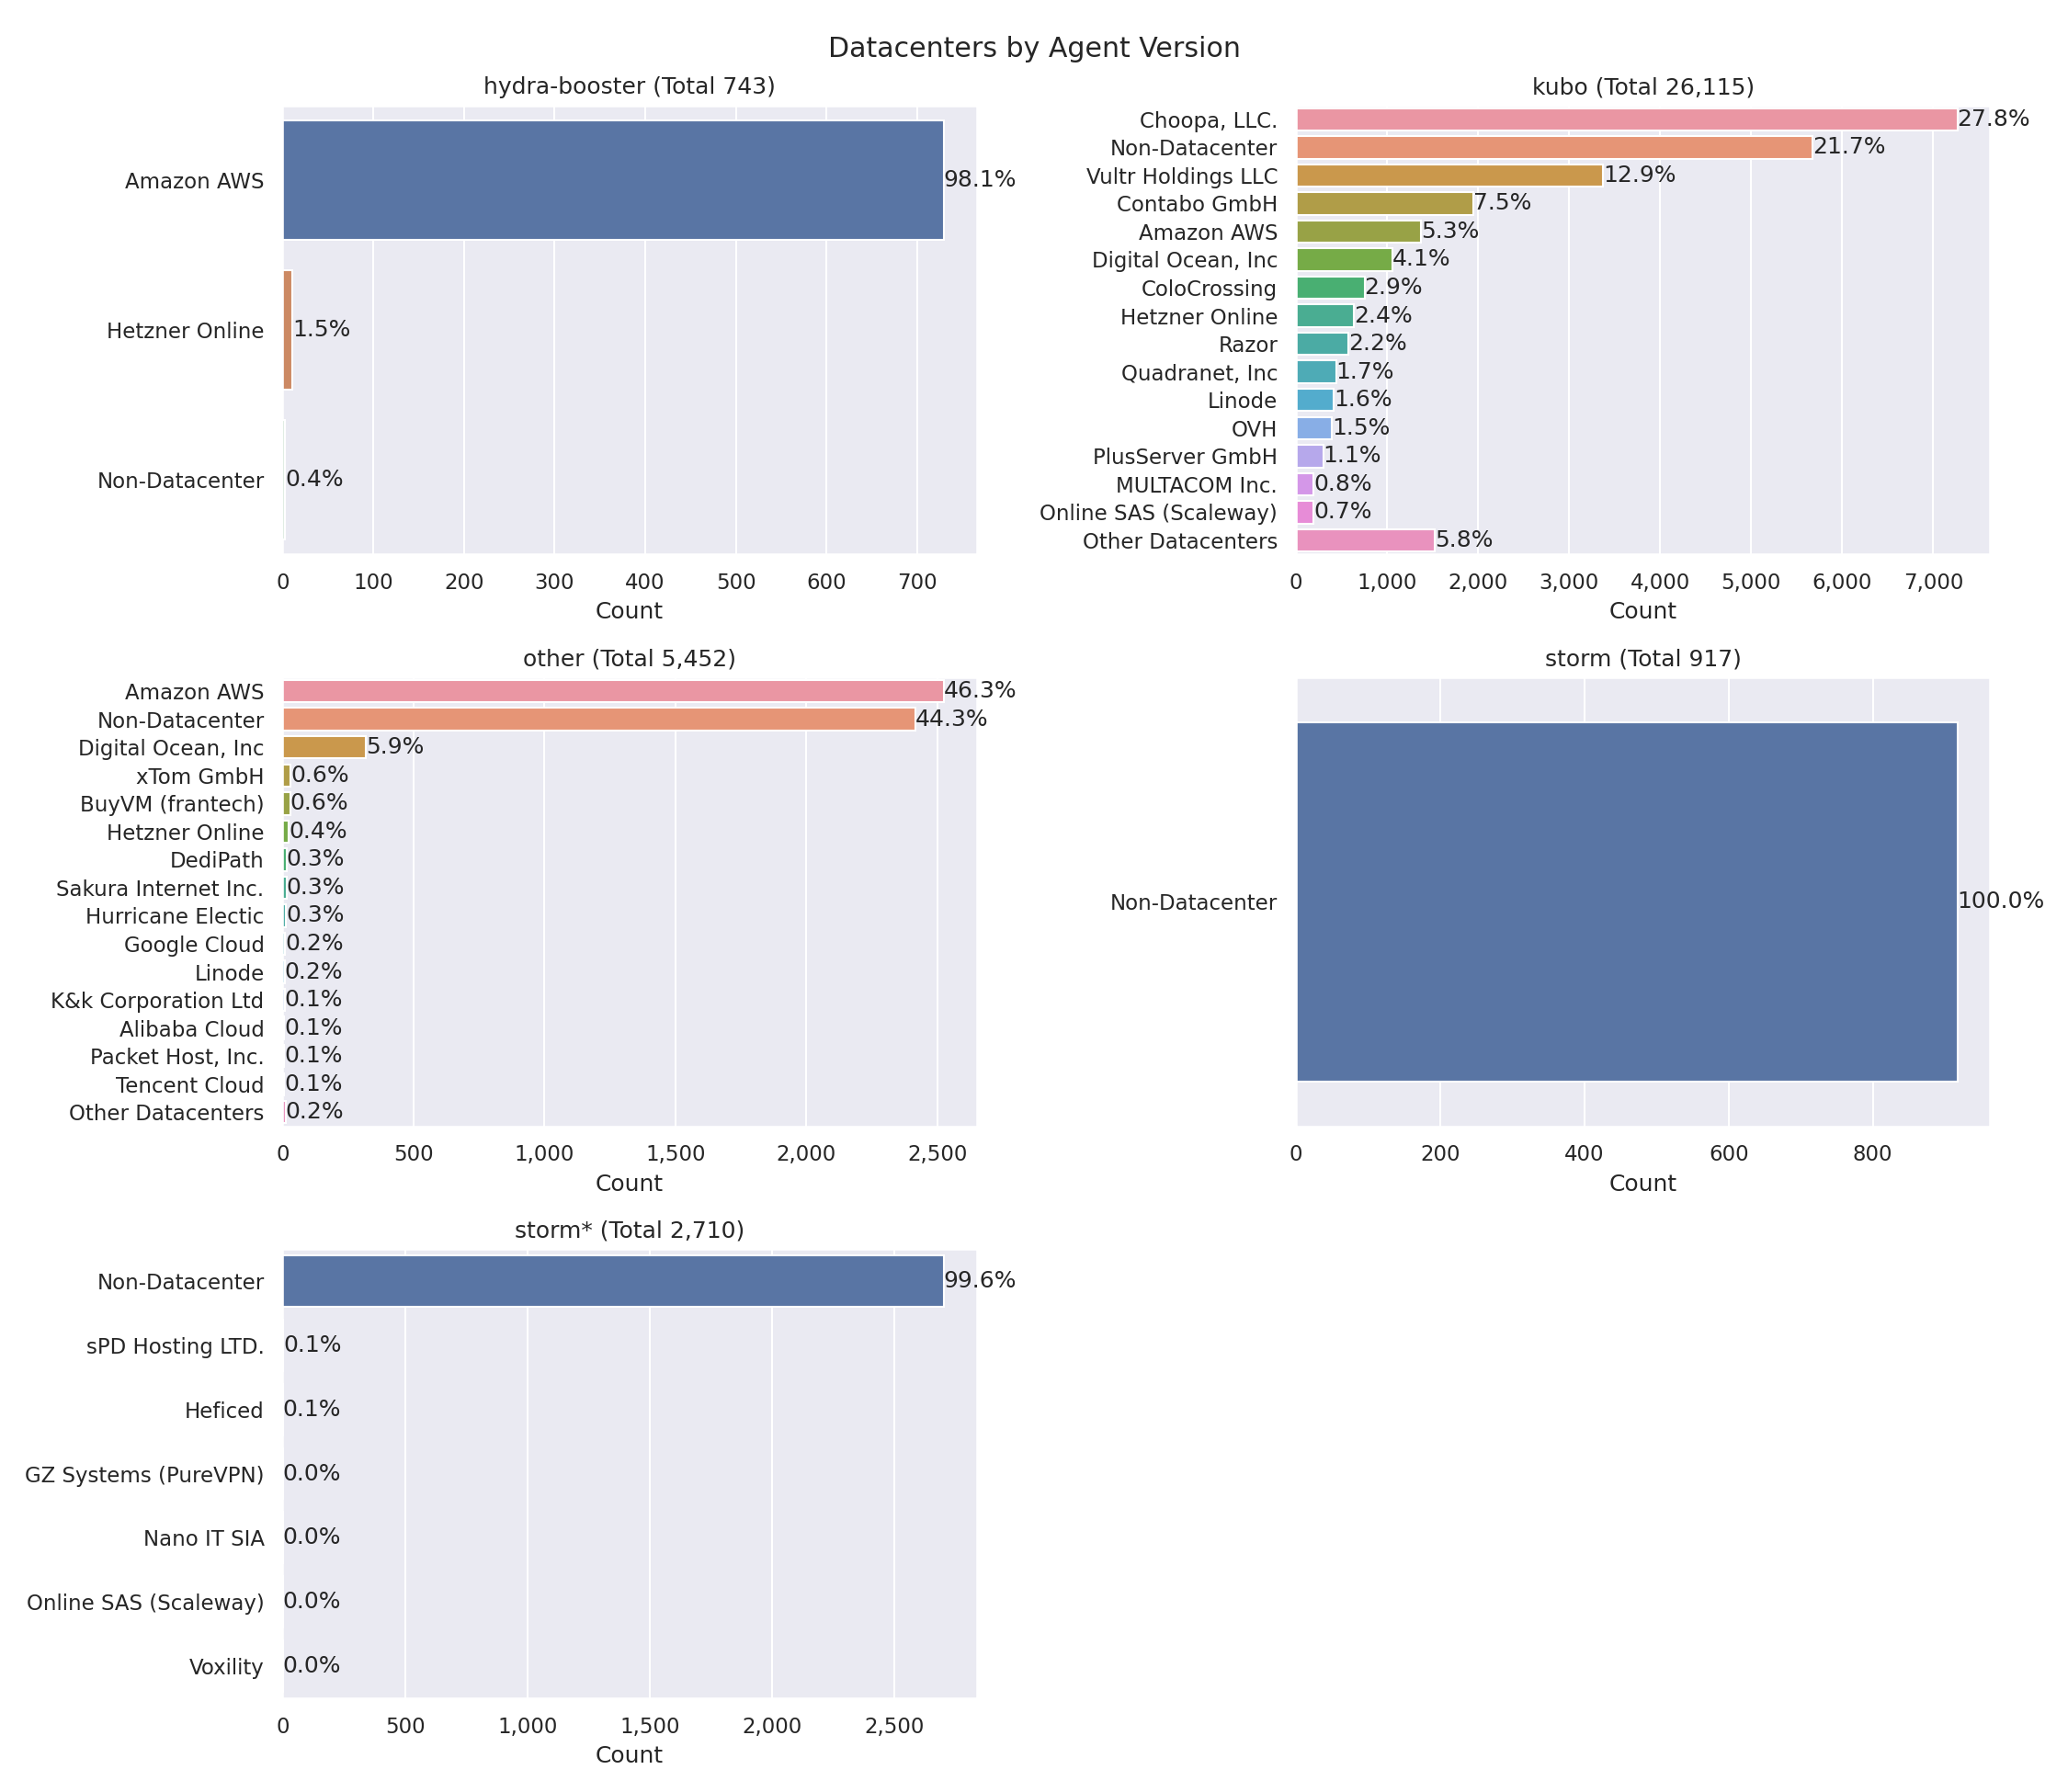 Datacenters by Agent Version
hydra-booster (Total 743)
Amazon AWS 98.1%
Hetzner Online 1.5%
Non-Datacenter 0.4%
0 100 200 300 400 500 600 700
Count
kubo (Total 26,115)
Choopa, LLC. 27.8%
Non-Datacenter 21.7%
Vultr Holdings LLC 12.9%
Contabo GmbH 7.5%
Amazon AWS 5.3%
Digital Ocean, Inc 4.1%
ColoCrossing 2.9%
Hetzner Online 2.4%
Razor 2.2%
Quadranet, Inc 1.7%
Linode 1.6%
OVH 1.5%
PlusServer GmbH 1.1%
MULTACOM Inc. 0.8%
Online SAS (Scaleway) 0.7%
Other Datacenters 5.8%
0 1,000 2,000 3,000 4,000 5,000 6,000 7,000
Count
other (Total 5,452)
Amazon AWS 46.3%
Non-Datacenter 44.3%
Digital Ocean, Inc 5.9%
xTom GmbH 0.6%
BuyVM (frantech) 0.6%
Hetzner Online 0.4%
DediPath 0.3%
Sakura Internet Inc. 0.3%
Hurricane Electic 0.3%
Google Cloud 0.2%
Linode 0.2%
K&k Corporation Ltd 0.1%
Alibaba Cloud 0.1%
Packet Host, Inc. 0.1%
Tencent Cloud 0.1%
Other Datacenters 0.2%
0 500 1,000 1,500 2,000 2,500
Count
storm (Total 917)
Non-Datacenter 100.0%
0 200 400 600 800
Count
storm* (Total 2,710)
Non-Datacenter 99.6%
sPD Hosting LTD. 0.1%
Heficed 0.1%
GZ Systems (PureVPN) 0.0%
Nano IT SIA 0.0%
Online SAS (Scaleway) 0.0%
Voxility 0.0%
0 500 1,000 1,500 2,000 2,500
Count